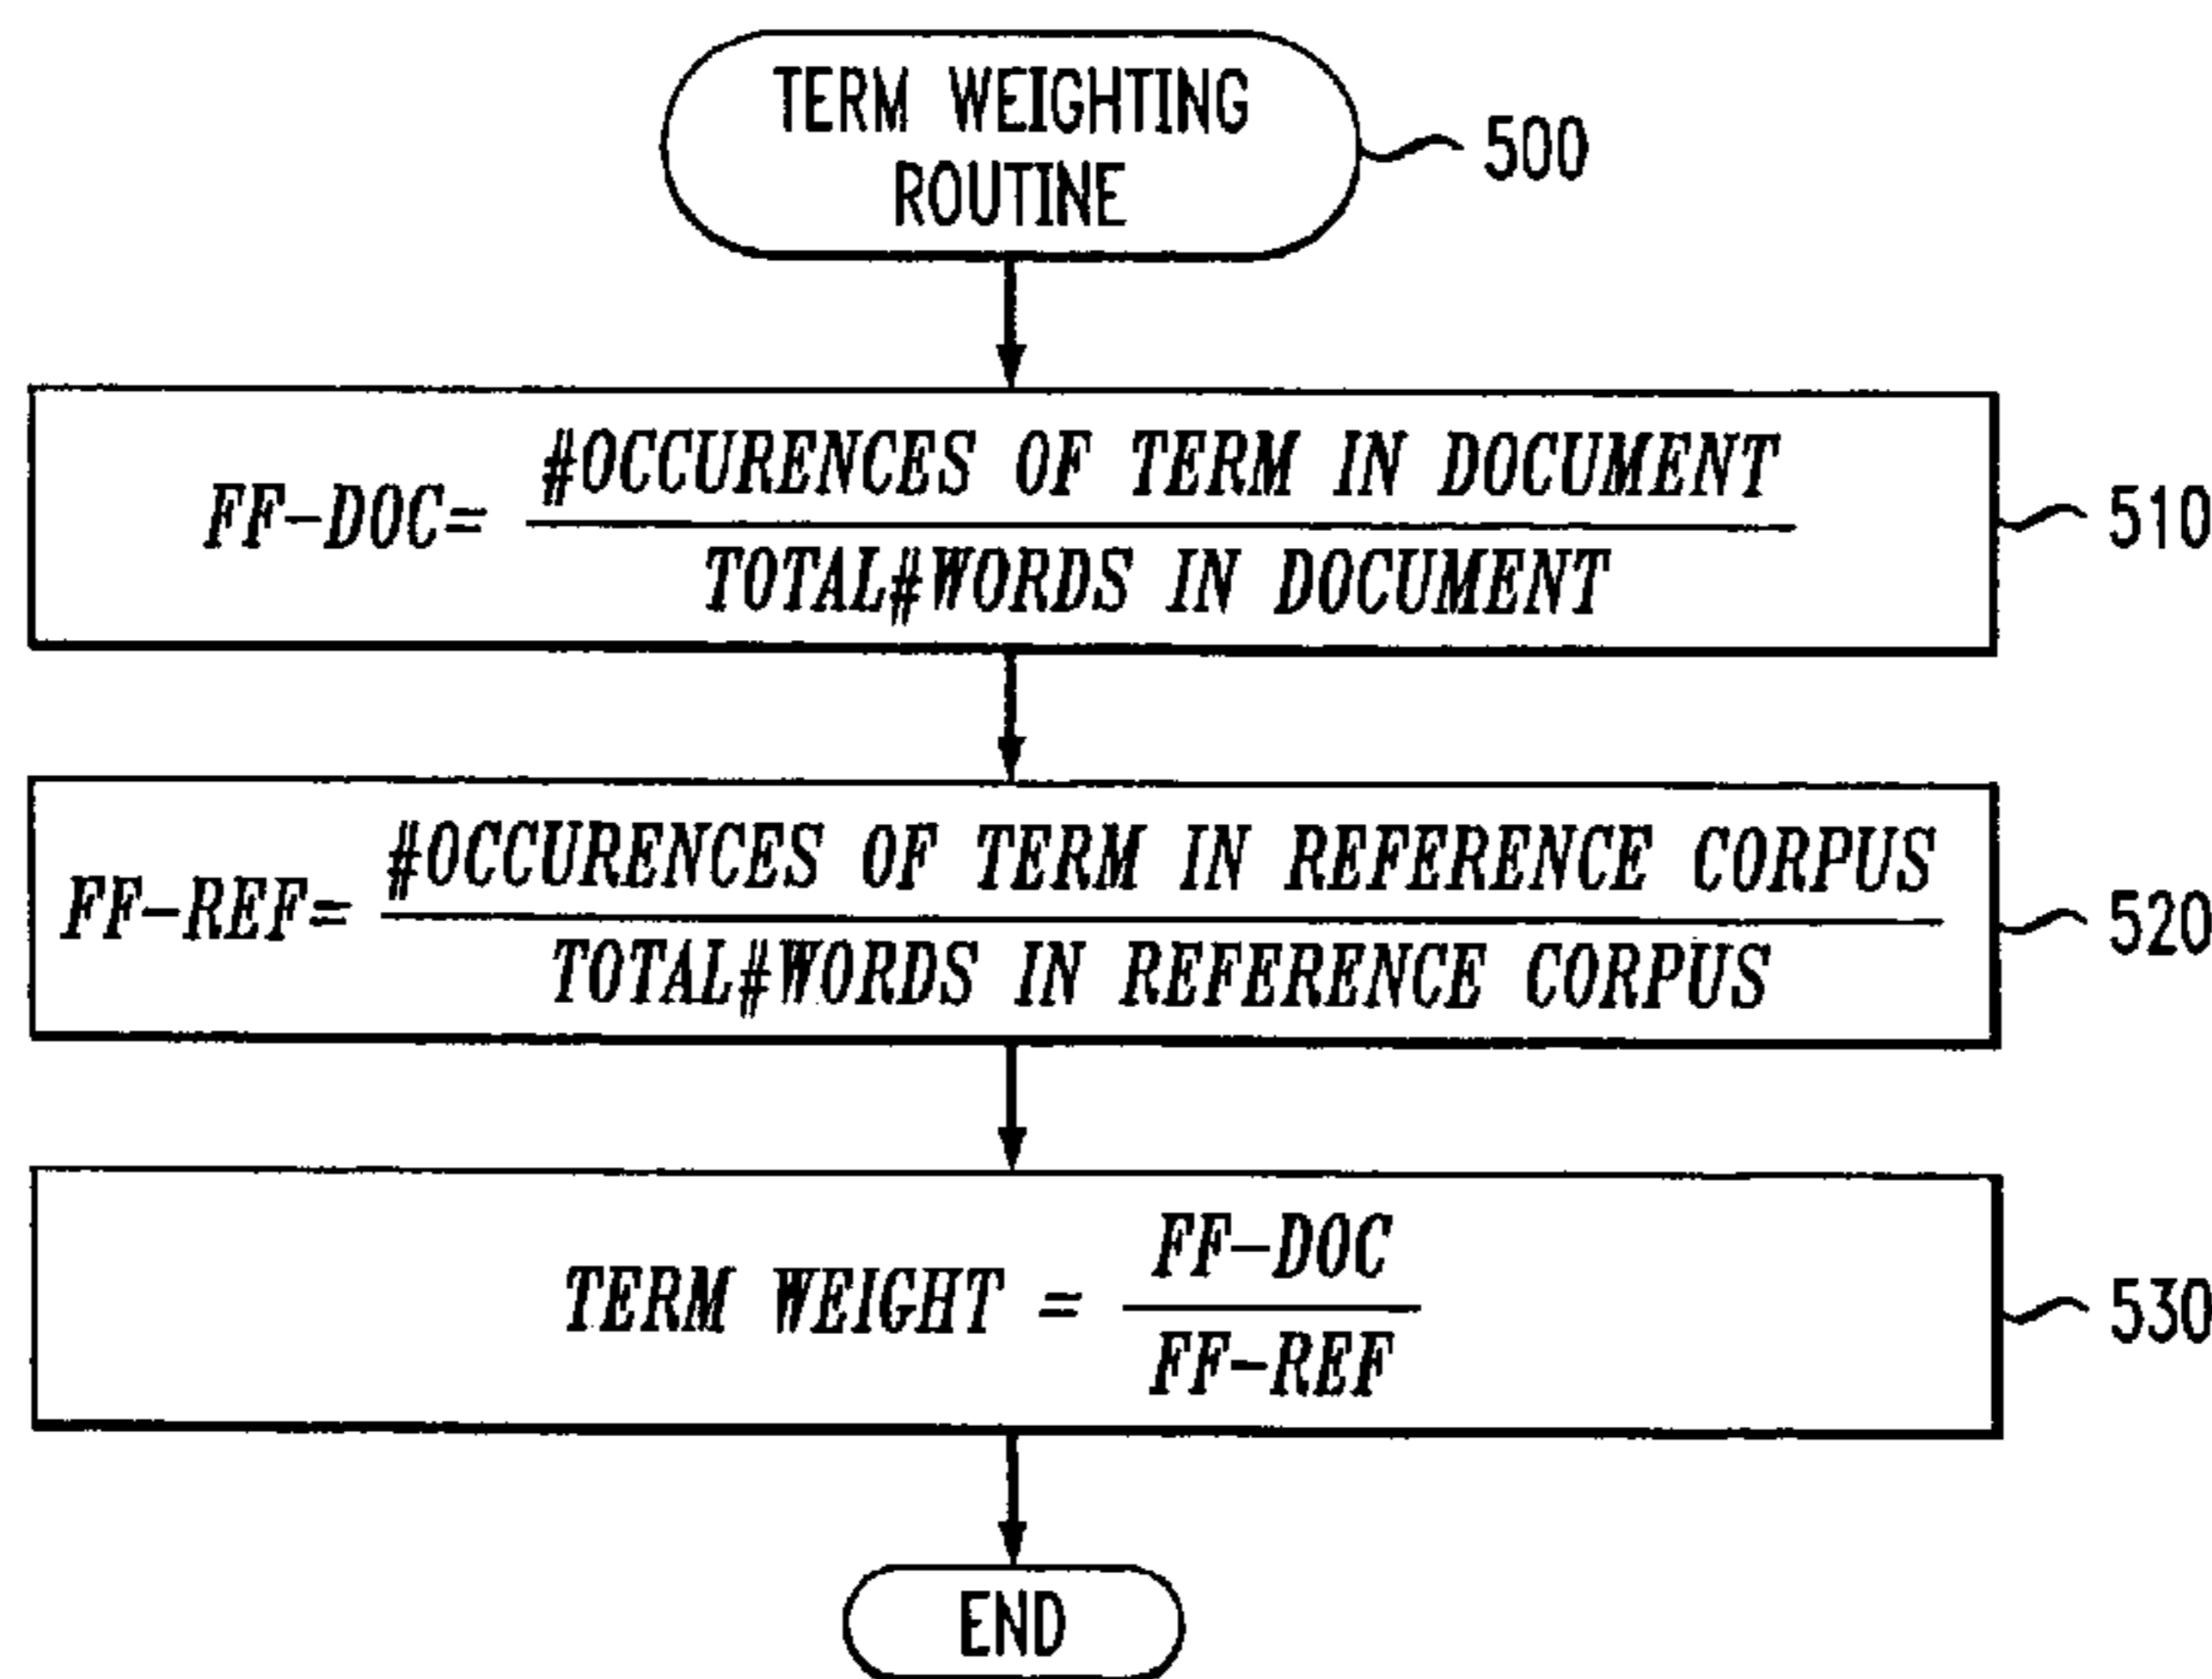 TERM WEIGHTING
ROUTINE
500
#OCCURENCES OF TERM IN DOCUMENT
FF-DOC=
TOTAL#WORDS IN DOCUMENT
510
#OCCURENCES OF TERM IN REFERENCE CORPUS
FF-REF=
TOTAL#WORDS IN REFERENCE CORPUS
520
FF-DOC
TERM WEIGHT =
FF-REF
530
END